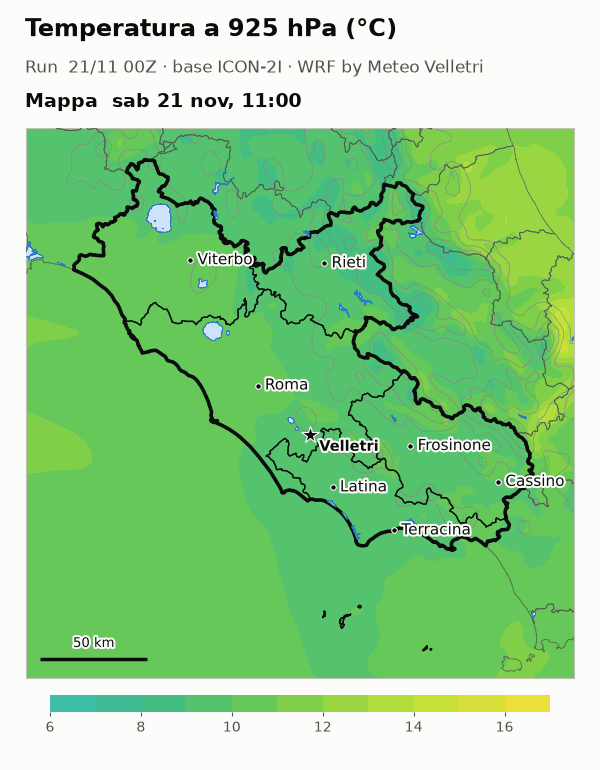 Temperatura a 925 hPa (°C)
Run  21/11 00Z · base ICON-2I · WRF by Meteo Velletri
Mappa  sab 21 nov, 11:00
Viterbo
Rieti
Roma
Velletri
Frosinone
Latina
Cassino
Terracina
50 km
6 8 10 12 14 16